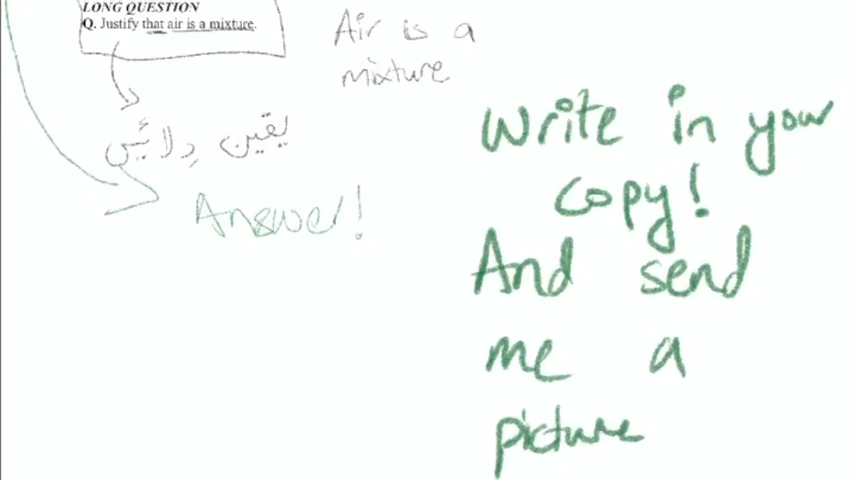 LONG QUESTION
Q. Justify that air is a mixture.
Air is a
mixture
یقین دِلائیں
Answer!
Write in your
copy!
And send
me a
picture